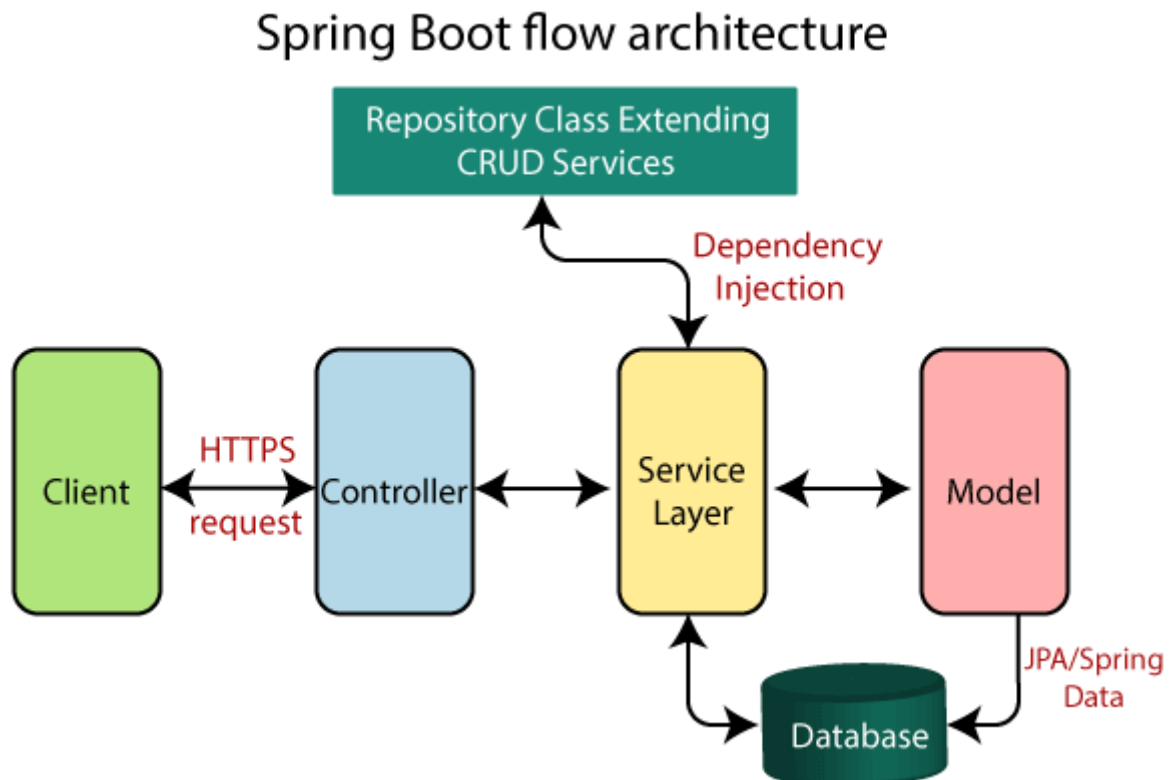 Spring Boot flow architecture
Repository Class Extending
CRUD Services
Dependency
Injection
Client
HTTPS
request
Controller
Service
Layer
Model
JPA/Spring
Data
Database